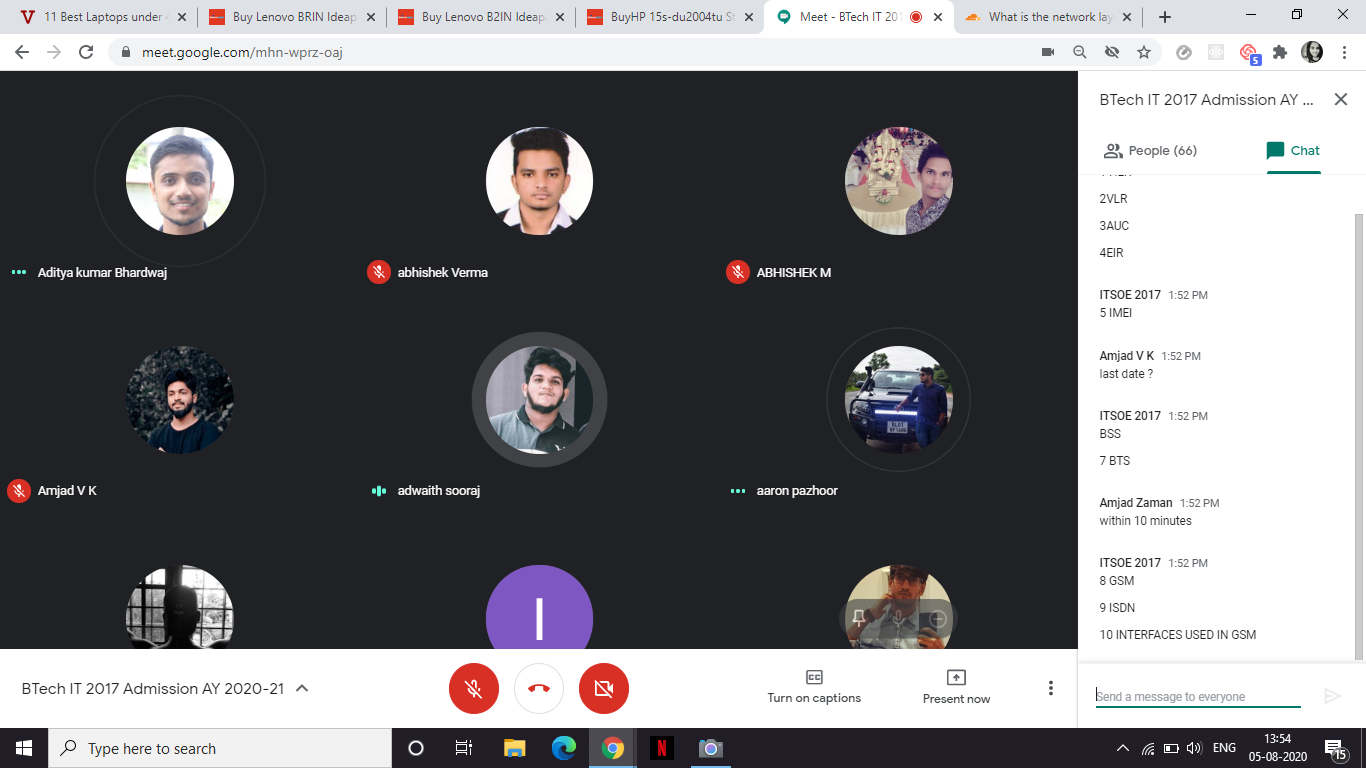 11 Best Laptops under
Buy Lenovo BRIN Ideap
Buy Lenovo B2IN Ideap
BuyHP 15s-du2004tu St
Meet - BTech IT 201
What is the network lay
meet.google.com/mhn-wprz-oaj
5
Aditya kumar Bhardwaj
abhishek Verma
ABHISHEK M
Amjad V K
adwaith sooraj
aaron pazhoor
I
BTech IT 2017 Admission AY ...
People (66)
Chat
2VLR
3AUC
4EIR
ITSOE 2017 1:52 PM
5 IMEI
Amjad V K 1:52 PM
last date ?
ITSOE 2017 1:52 PM
BSS
7 BTS
Amjad Zaman 1:52 PM
within 10 minutes
ITSOE 2017 1:52 PM
8 GSM
9 ISDN
10 INTERFACES USED IN GSM
Send a message to everyone
BTech IT 2017 Admission AY 2020-21
Turn on captions
Present now
Type here to search
ENG
13:54
05-08-2020
15